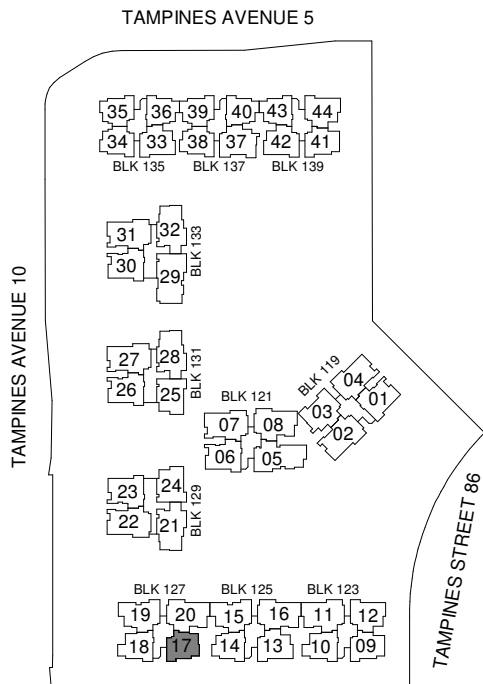 TAMPINES AVENUE 5
35 36 39 40 43 44
34 33 38 37 42 41
BLK 135 BLK 137 BLK 139
31 32
30 29
BLK 133
TAMPINES AVENUE 10
27 28
26 25
BLK 131
BLK 119
04 01
03 02
BLK 121
07 08
06 05
23 24
22 21
BLK 129
TAMPINES STREET 86
BLK 127 BLK 125 BLK 123
19 20 15 16 11 12
18 17 14 13 10 09